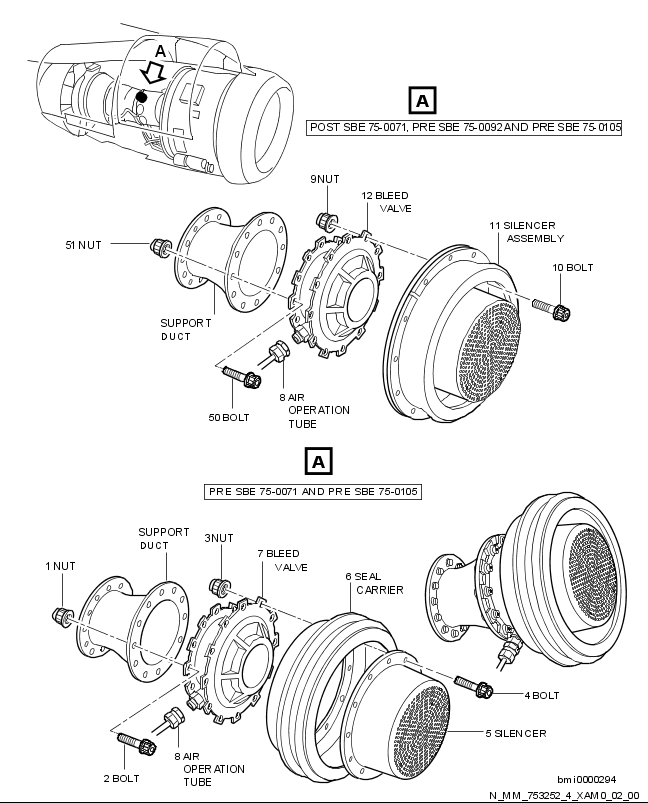 A
A
POST SBE 75-0071, PRE SBE 75-0092 AND PRE SBE 75-0105
9 NUT
12 BLEED
VALVE
51 NUT
11 SILENCER
ASSEMBLY
10 BOLT
SUPPORT
DUCT
8 AIR
OPERATION
TUBE
50 BOLT
A
PRE SBE 75-0071 AND PRE SBE 75-0105
SUPPORT
DUCT
3 NUT
7 BLEED
VALVE
1 NUT
6 SEAL
CARRIER
4 BOLT
5 SILENCER
8 AIR
OPERATION
TUBE
2 BOLT
bmi0000294
N_MM_753252_4_XAM0_02_00